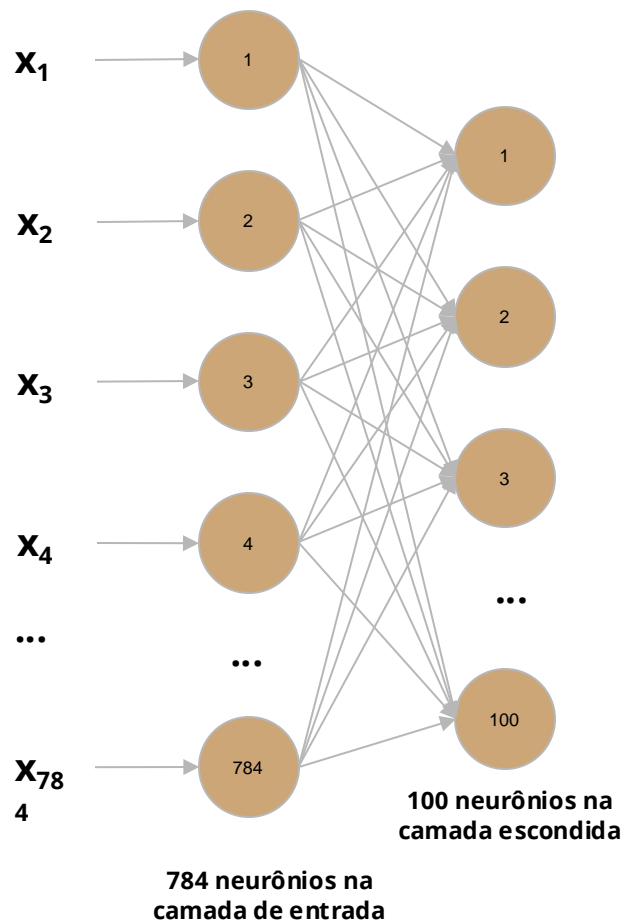 x1
1
x2
2
x3
3
x4
4
...
...
x78
4
784
1
2
3
...
100
100 neurônios na
camada escondida
784 neurônios na
camada de entrada